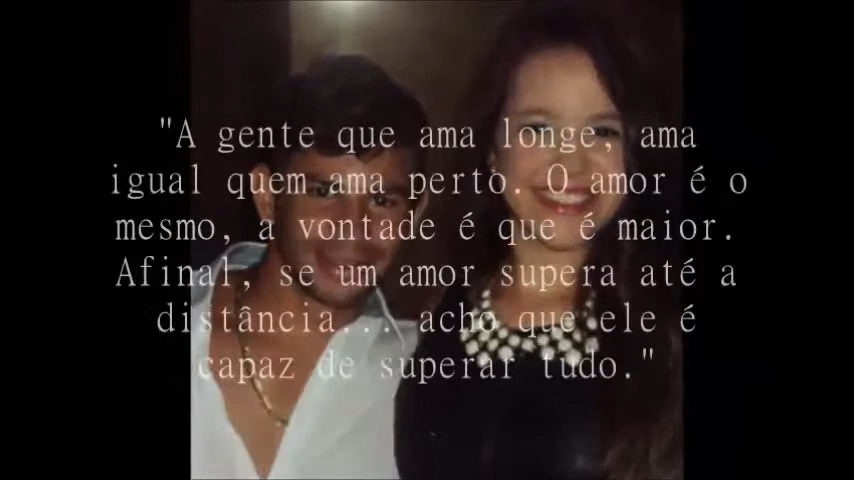 "A gente que ama longe, ama
igual quem ama perto. O amor é o
mesmo, a vontade é que é maior.
Afinal, se um amor supera até a
distância... acho que ele é
capaz de superar tudo."